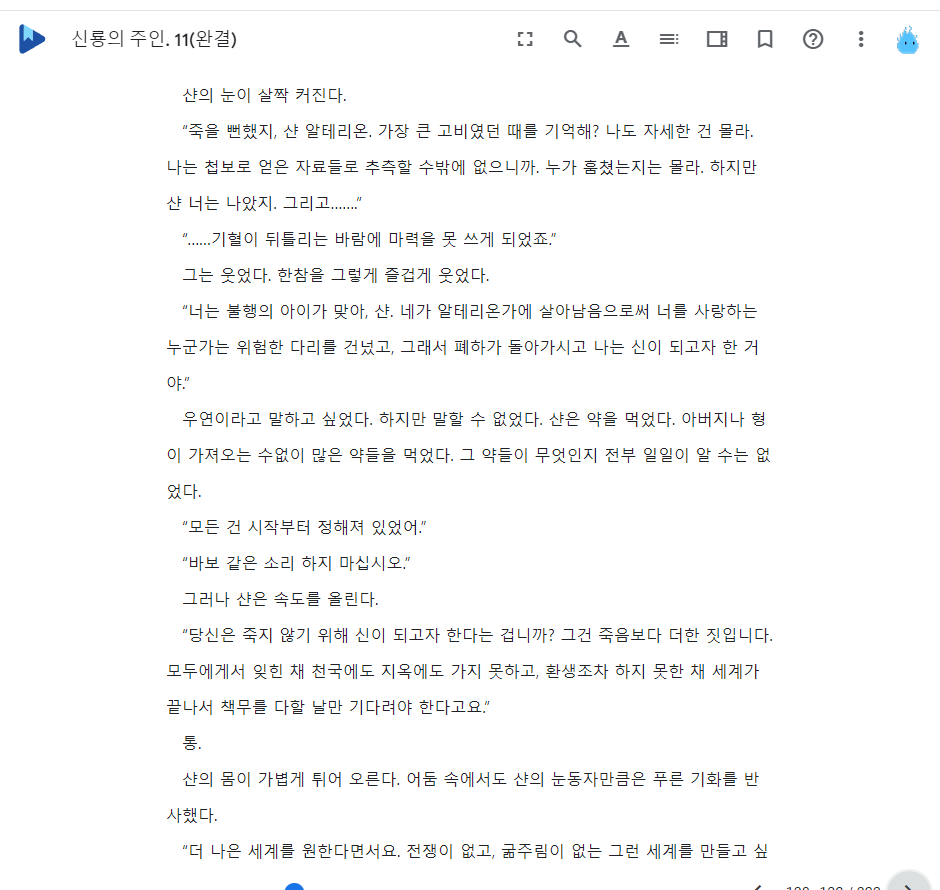 신룡의 주인. 11(완결)
샨의 눈이 살짝 커진다.
“죽을 뻔했지, 샨 알테리온. 가장 큰 고비였던 때를 기억해? 나도 자세한 건 몰라.
나는 첩보로 얻은 자료들로 추측할 수밖에 없으니까. 누가 훔쳤는지는 몰라. 하지만
샨 너는 나았지. 그리고…….”
“……기혈이 뒤틀리는 바람에 마력을 못 쓰게 되었죠.”
그는 웃었다. 한참을 그렇게 즐겁게 웃었다.
“너는 불행의 아이가 맞아, 샨. 네가 알테리온가에 살아남음으로써 너를 사랑하는
누군가는 위험한 다리를 건넜고, 그래서 폐하가 돌아가시고 나는 신이 되고자 한 거
야.”
우연이라고 말하고 싶었다. 하지만 말할 수 없었다. 샨은 약을 먹었다. 아버지나 형
이 가져오는 수없이 많은 약들을 먹었다. 그 약들이 무엇인지 전부 일일이 알 수는 없
었다.
“모든 건 시작부터 정해져 있었어.”
“바보 같은 소리 하지 마십시오.”
그러나 샨은 속도를 올린다.
“당신은 죽지 않기 위해 신이 되고자 한다는 겁니까? 그건 죽음보다 더한 짓입니다.
모두에게서 잊힌 채 천국에도 지옥에도 가지 못하고, 환생조차 하지 못한 채 세계가
끝나서 책무를 다할 날만 기다려야 한다고요.”
통.
샨의 몸이 가볍게 튀어 오른다. 어둠 속에서도 샨의 눈동자만큼은 푸른 기화를 반
사했다.
“더 나은 세계를 원한다면서요. 전쟁이 없고, 굶주림이 없는 그런 세계를 만들고 싶